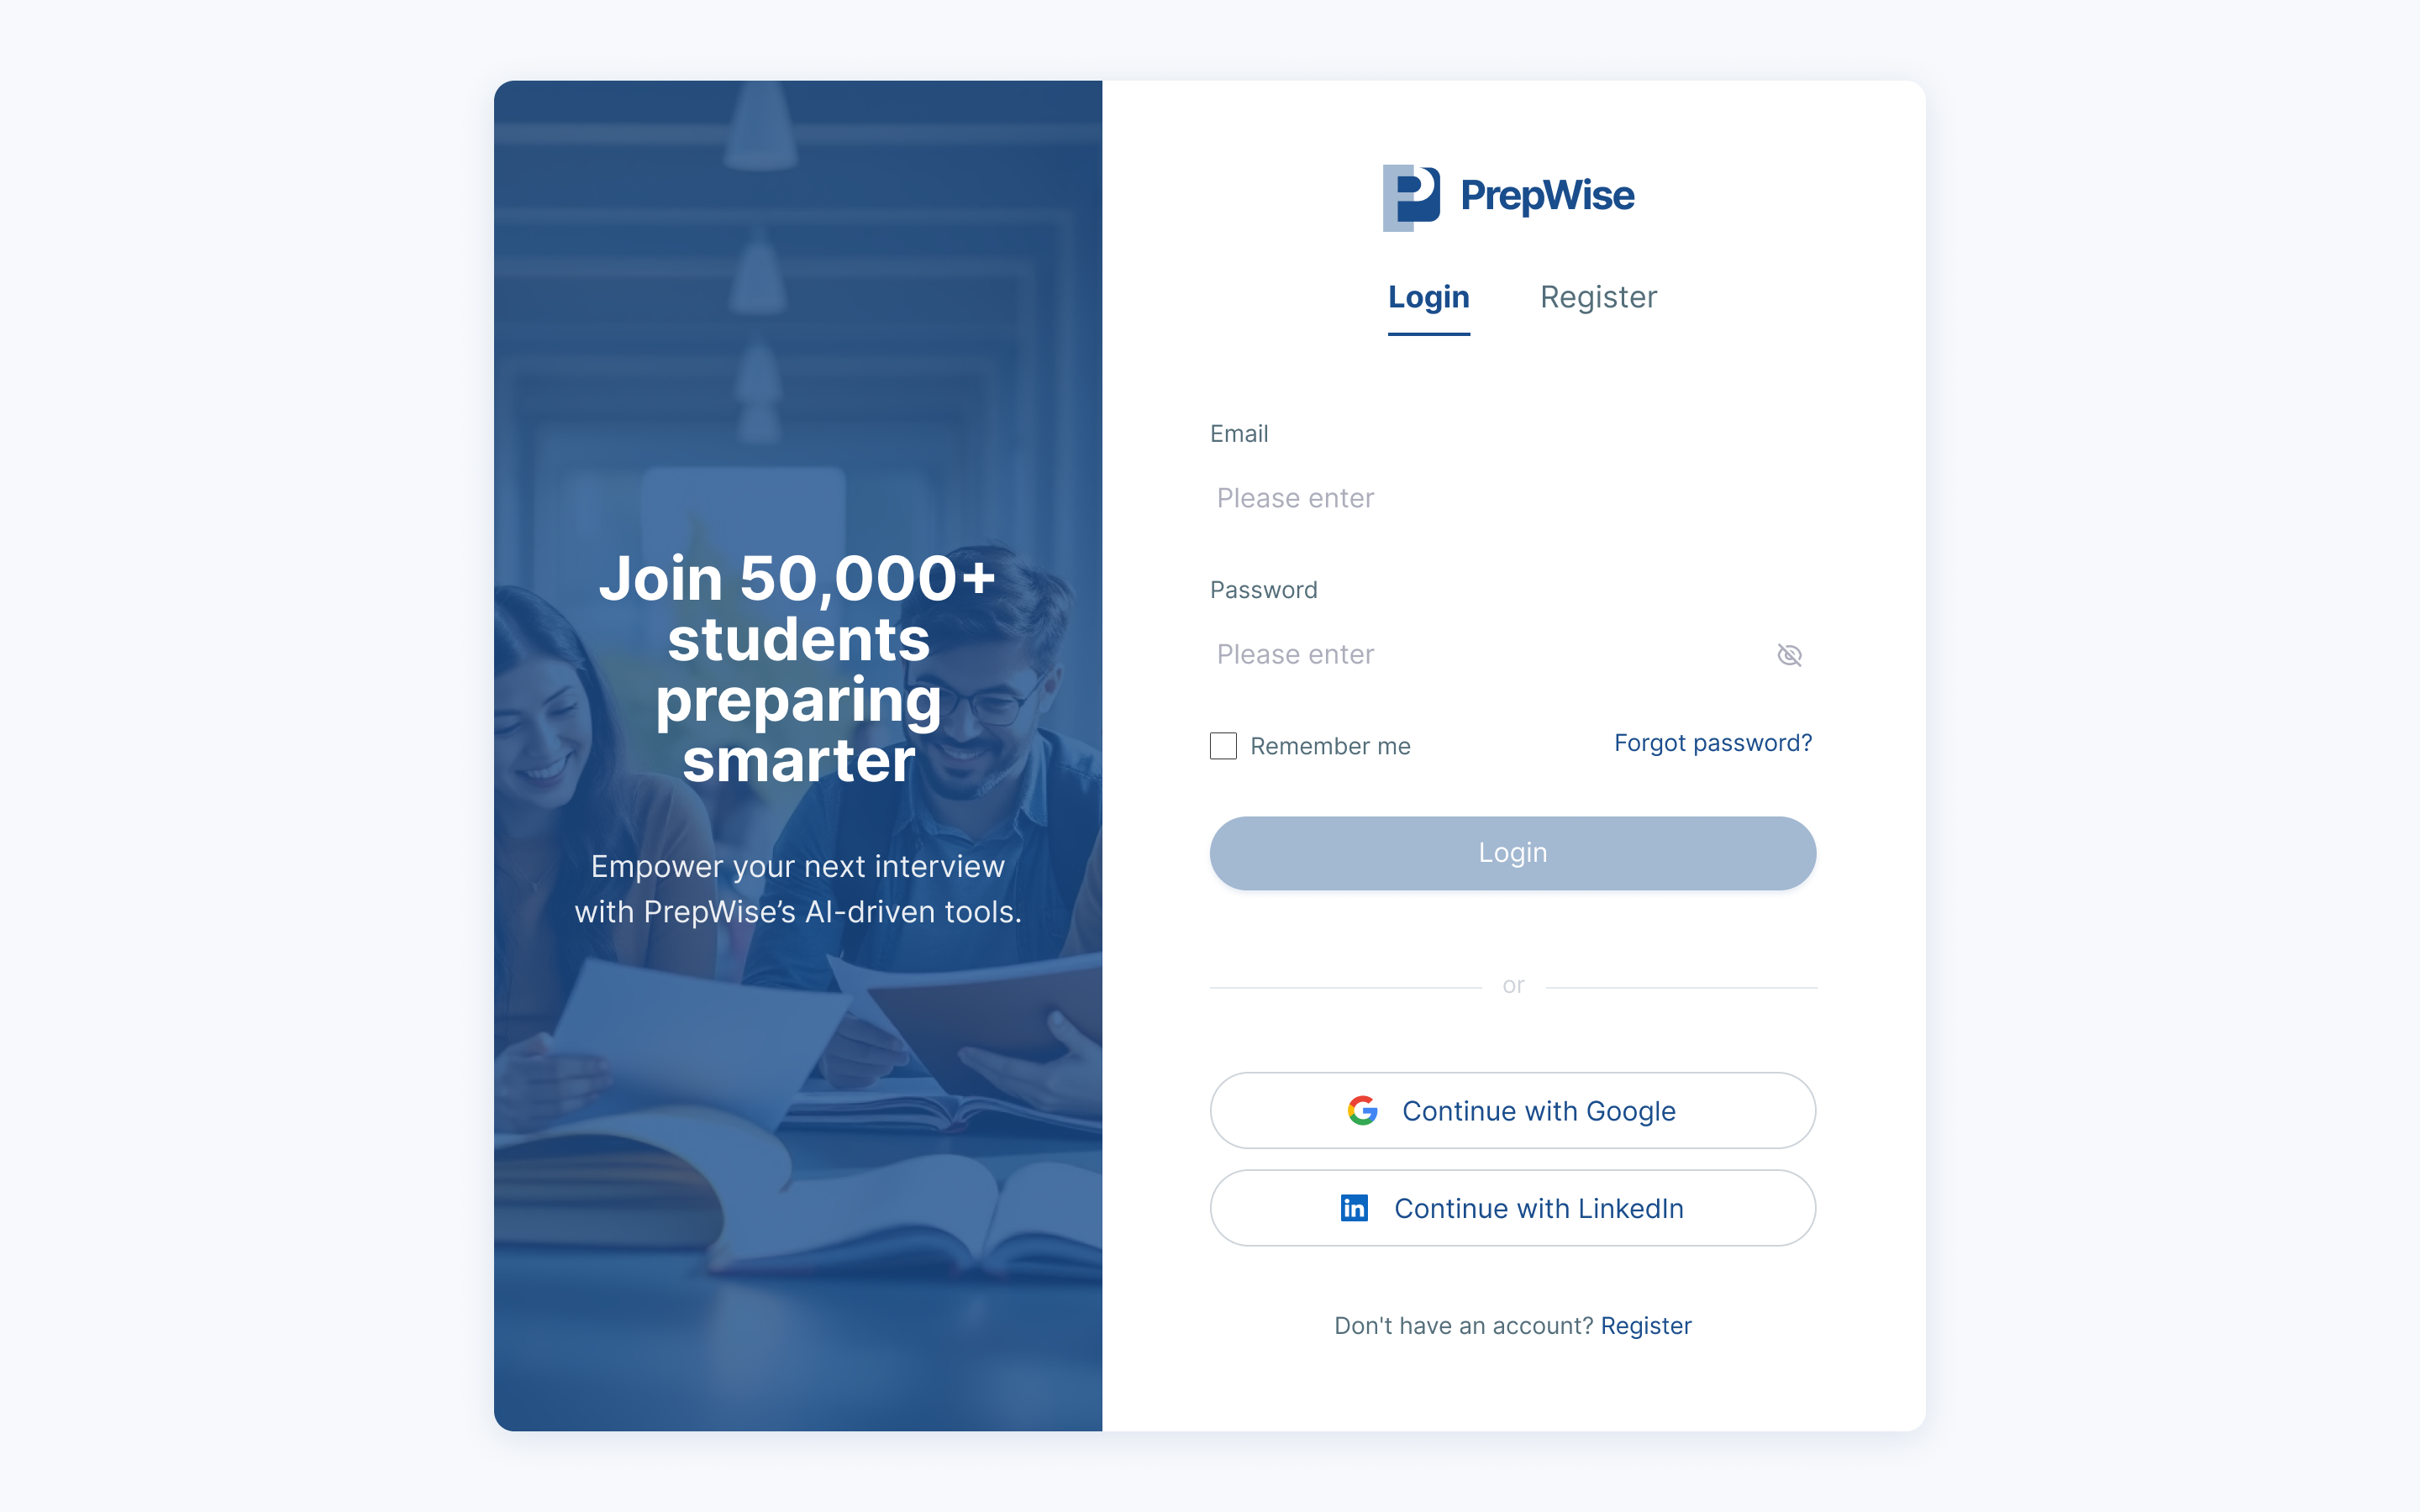 Join 50,000+
students
preparing
smarter
Empower your next interview
with PrepWise’s AI-driven tools.
PrepWise
Login
Register
Email
Please enter
Password
Please enter
Remember me
Forgot password?
Login
or
Continue with Google
in
Continue with LinkedIn
Don't have an account? Register